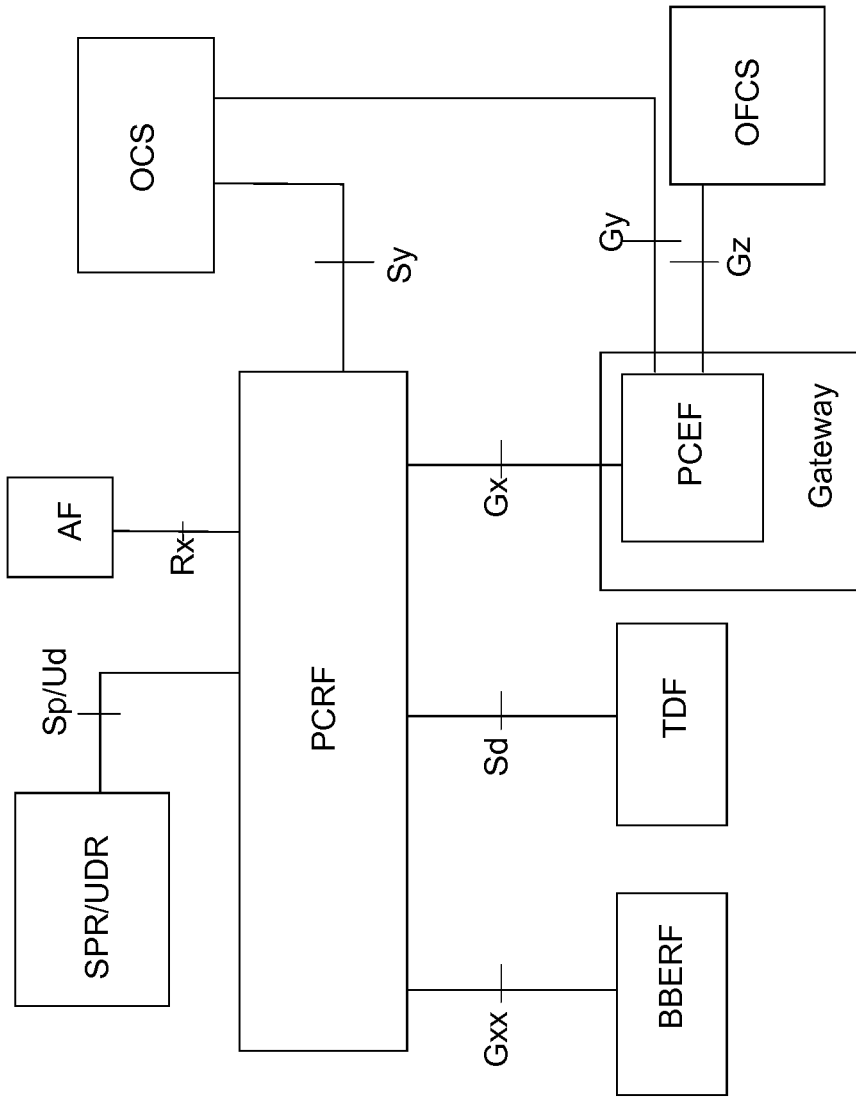 SPR/UDR
Sp/Ud
AF
Rx
OCS
Sy
PCRF
Gxx
Sd
Gx
Gy
Gz
BBERF
TDF
PCEF
Gateway
OFCS